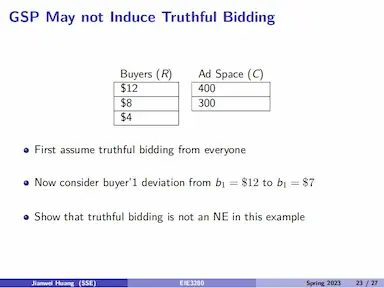 GSP May not Induce Truthful Bidding
Buyers (R) Ad Space (C)
$12 400
$8 300
$4
First assume truthful bidding from everyone
Now consider buyer'1 deviation from b₁ = $12 to b₁ = $7
Show that truthful bidding is not an NE in this example
Jianwei Huang (SSE) EIE3280 Spring 2023 23 / 27